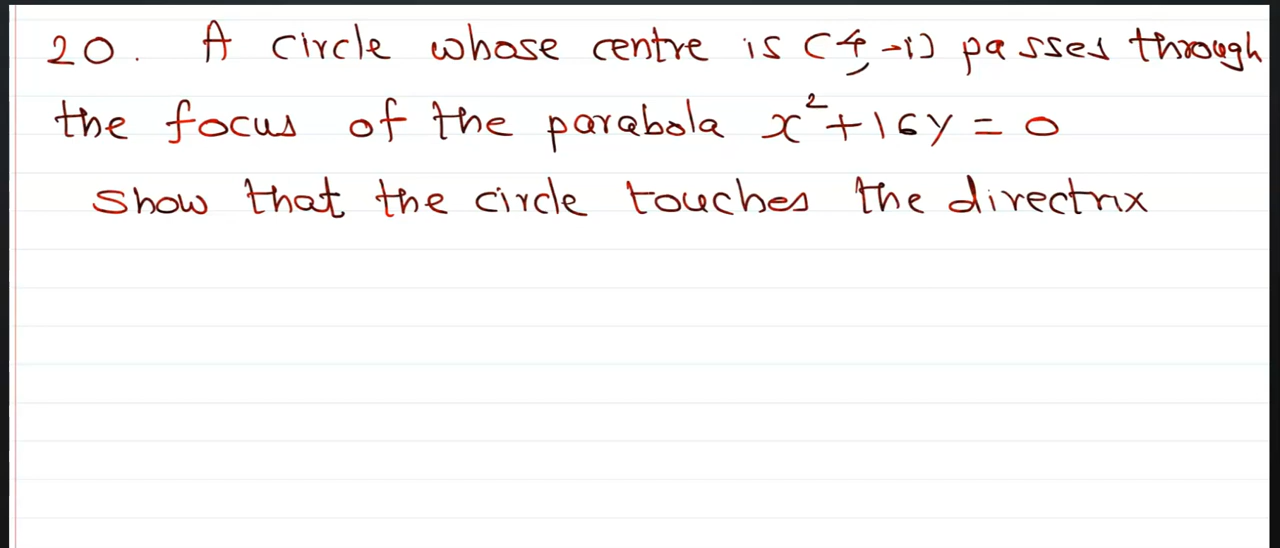 20. A circle whose centre is (4,-1) passes through
the focus of the parabola x²+16y=0
show that the circle touches the directrix